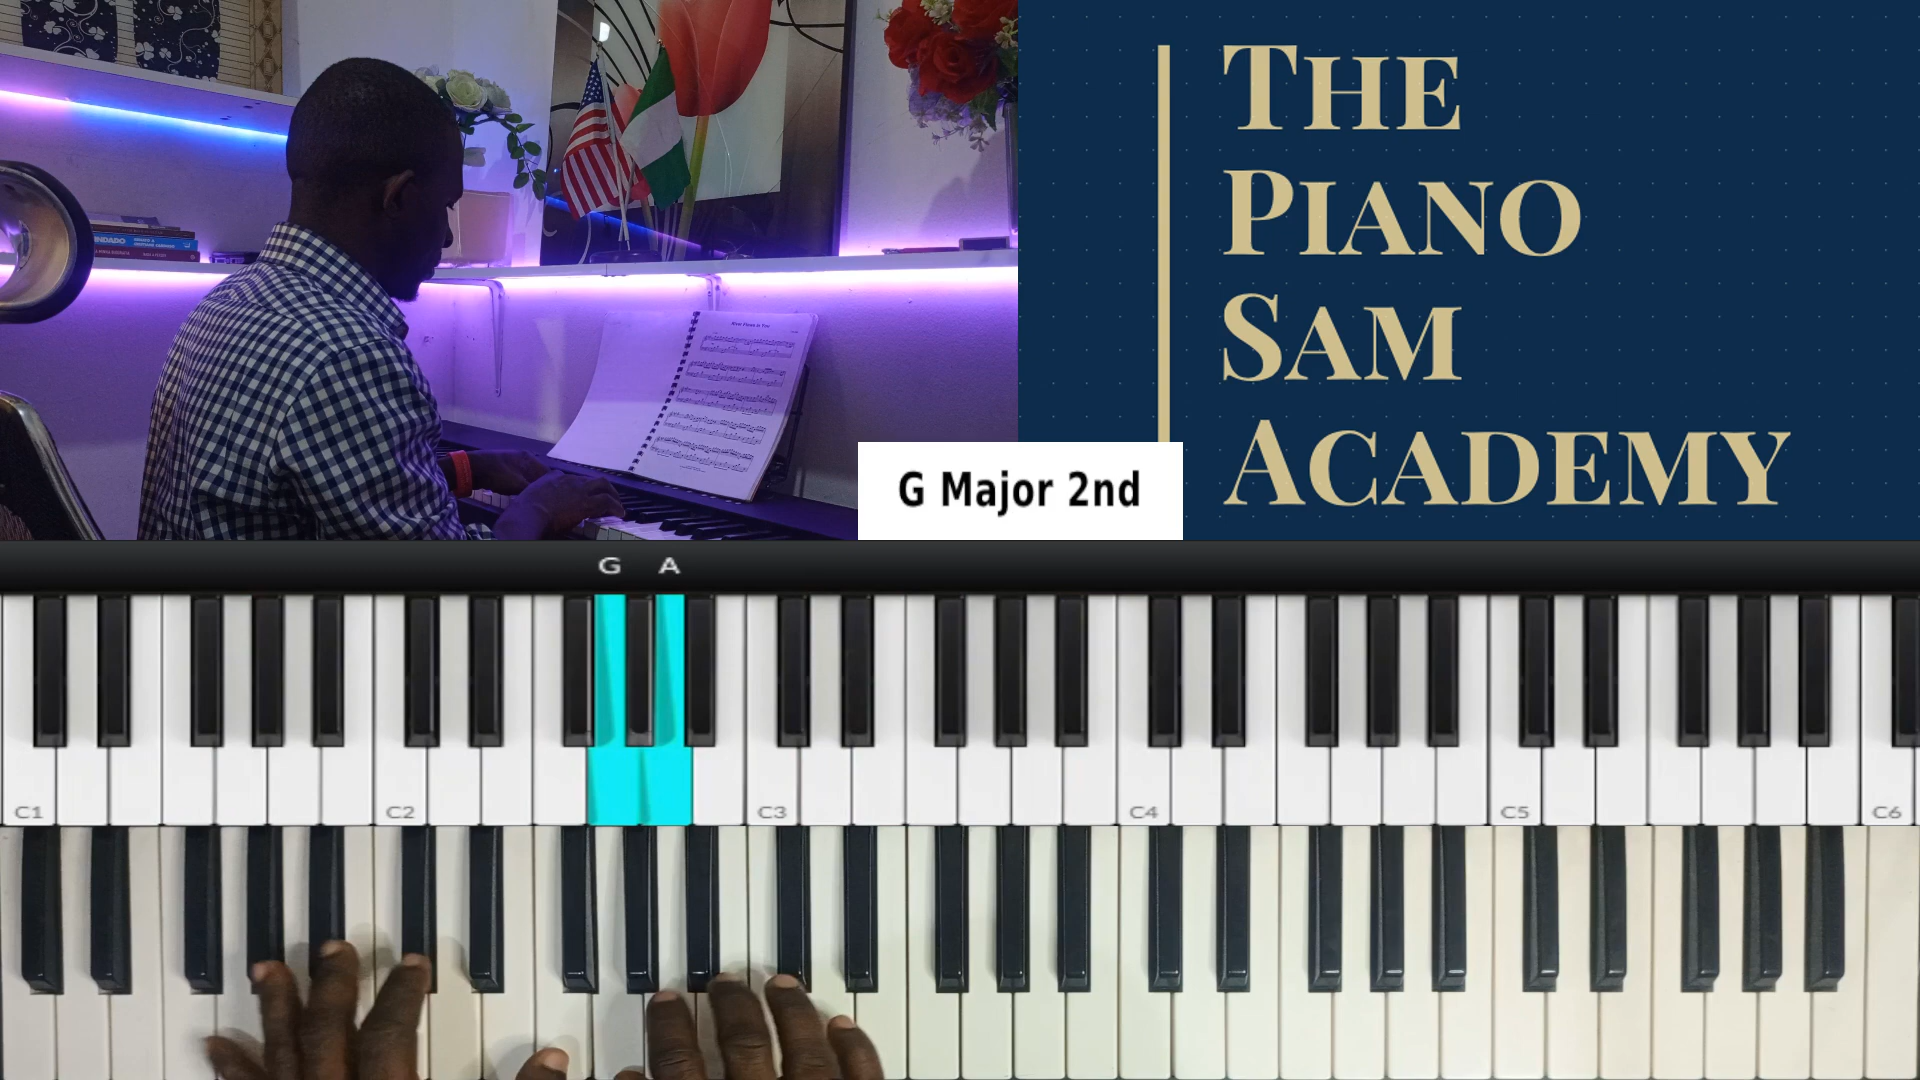 THE
PIANO
SAM
ACADEMY
G Major 2nd
G A
C1 C2 C3 C4 C5 C6